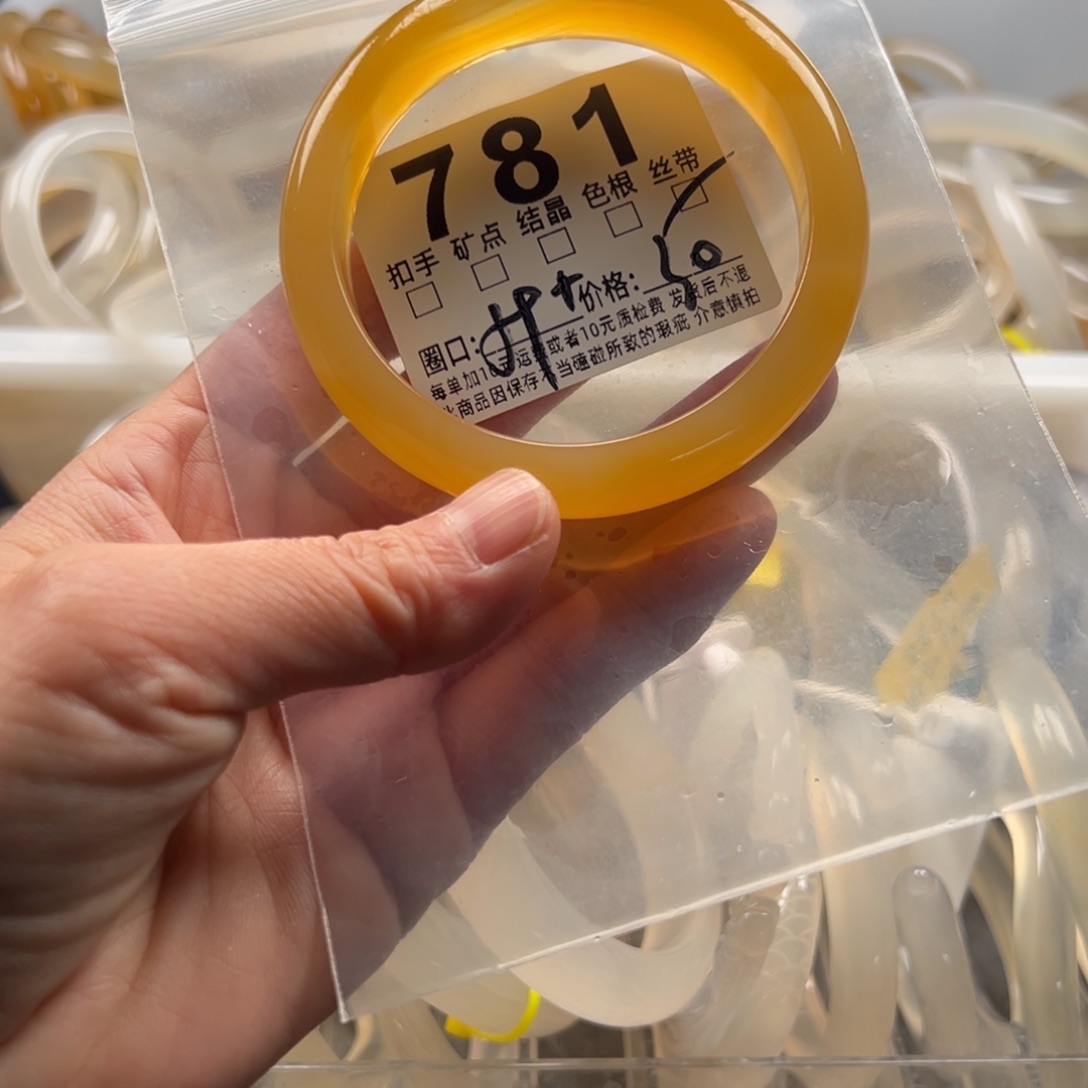 781
扣手 矿点 结晶 色根 丝带
圈口: 价格: 50
每单加10元运费或者10元质检费 发货后不退
商品因保存不当磕碰所致的瑕疵 介意慎拍